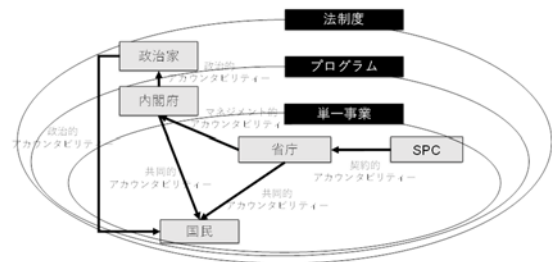 法制度
政治家
プログラム
政治的
アカウンタビリティー
内閣府
単一事業
マネジメント的
アカウンタビリティー
政治的
アカウンタビリティー
省庁
SPC
共同的
アカウンタビリティー
契約的
アカウンタビリティー
共同的
アカウンタビリティー
国民